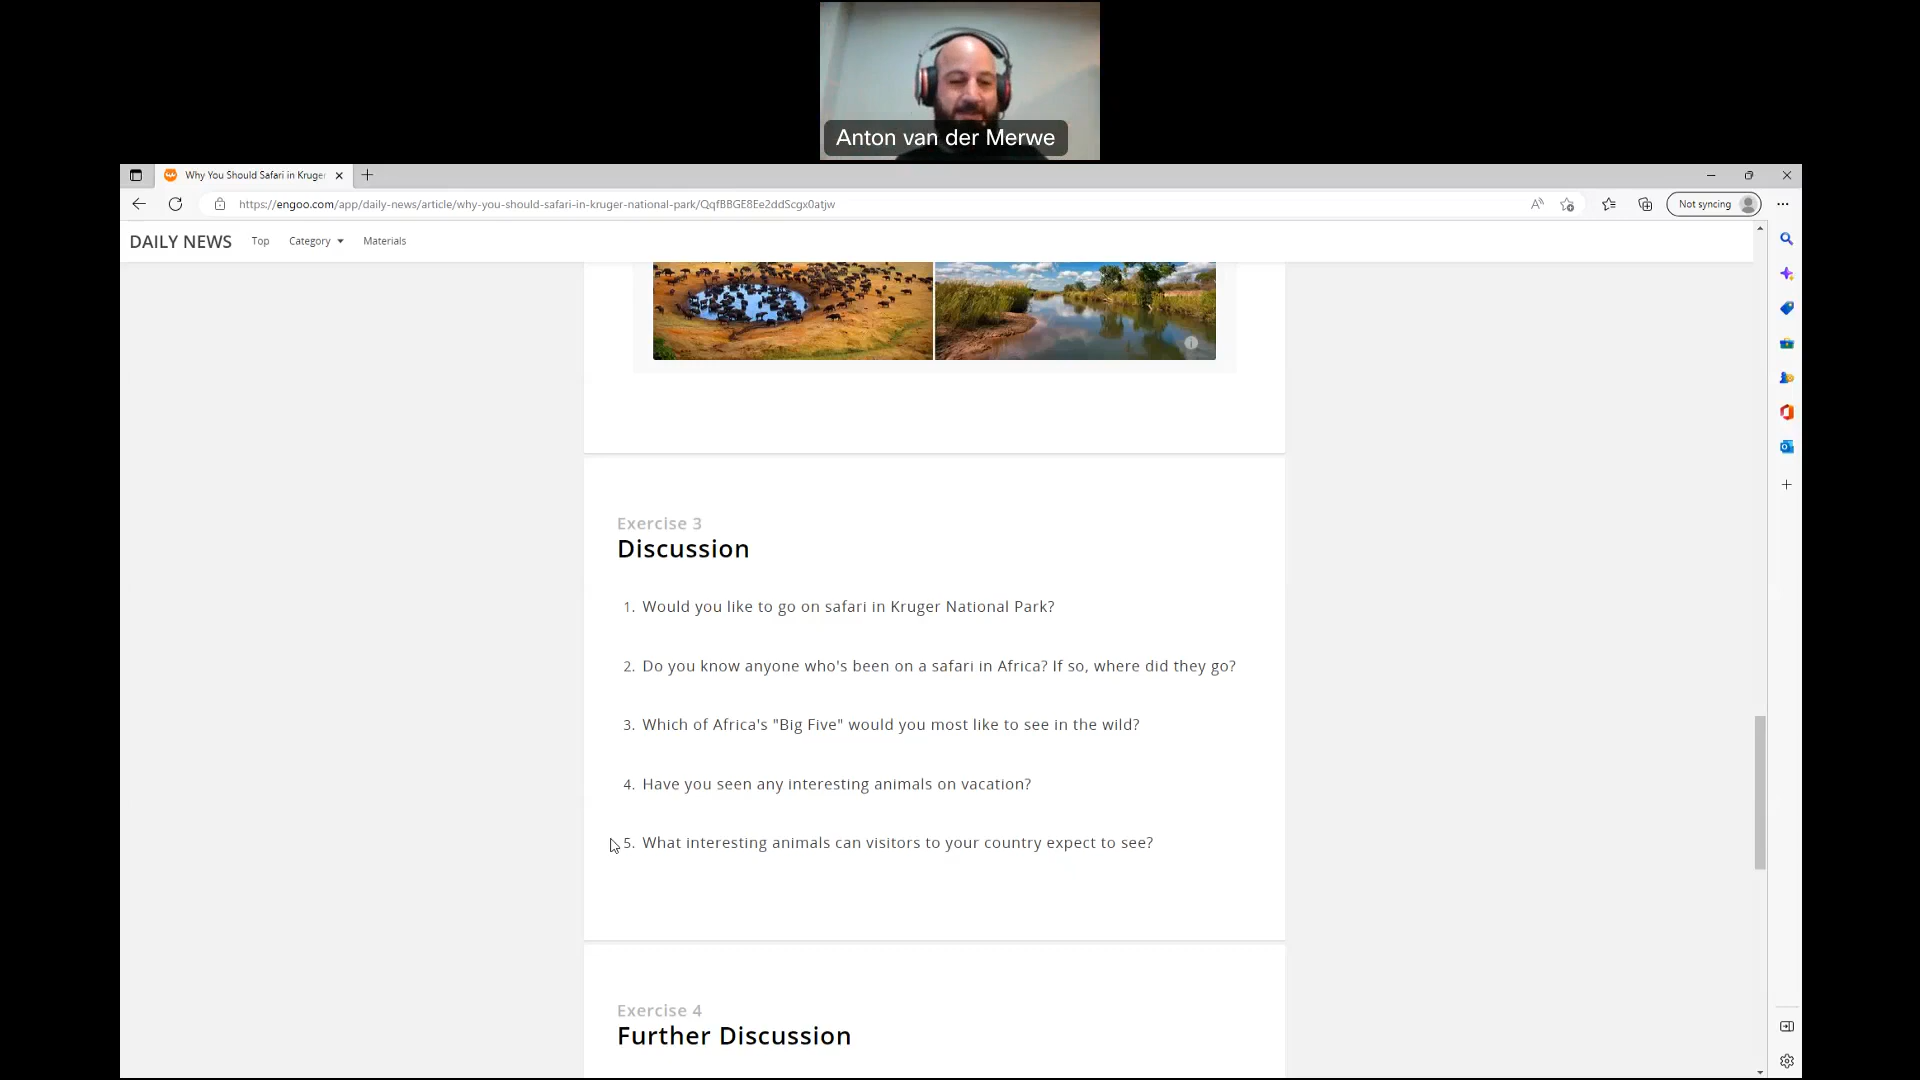 Anton van der Merwe
Why You Should Safari in Kruger
https://engoo.com/app/daily-news/article/why-you-should-safari-in-kruger-national-park/QqfBBGE8Ee2ddScgx0atjw
Not syncing
DAILY NEWS Top Category Materials
Exercise 3
Discussion
1. Would you like to go on safari in Kruger National Park?
2. Do you know anyone who's been on a safari in Africa? If so, where did they go?
3. Which of Africa's "Big Five" would you most like to see in the wild?
4. Have you seen any interesting animals on vacation?
5. What interesting animals can visitors to your country expect to see?
Exercise 4
Further Discussion